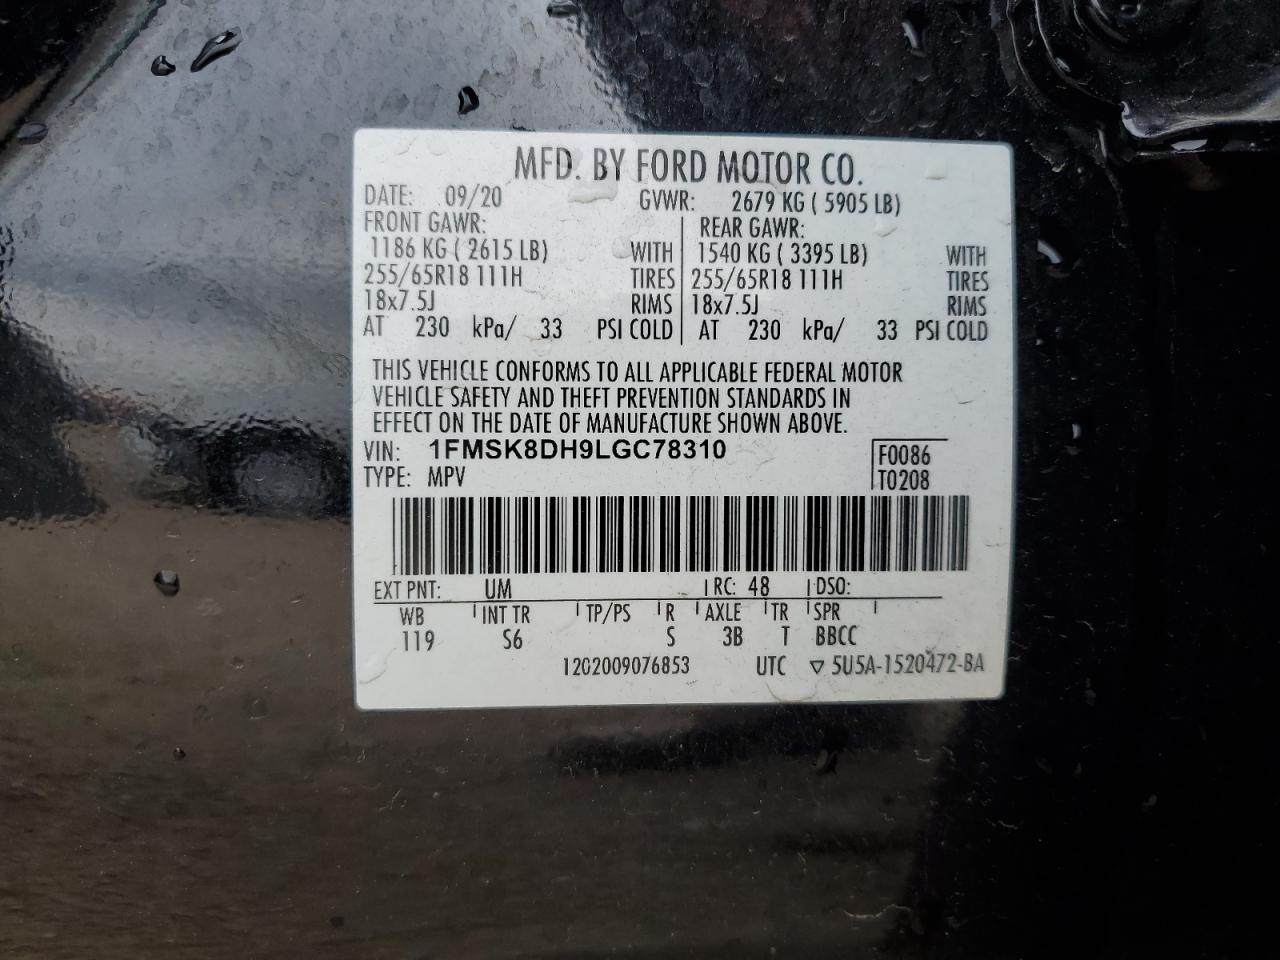 MFD. BY FORD MOTOR CO.
DATE: 09/20 GVWR: 2679 KG ( 5905 LB)
FRONT GAWR: REAR GAWR:
1186 KG ( 2615 LB) WITH 1540 KG ( 3395 LB) WITH
255/65R18 111H TIRES 255/65R18 111H TIRES
18x7.5J RIMS 18x7.5J RIMS
AT 230 kPa/ 33 PSI COLD AT 230 kPa/ 33 PSI COLD
THIS VEHICLE CONFORMS TO ALL APPLICABLE FEDERAL MOTOR
VEHICLE SAFETY AND THEFT PREVENTION STANDARDS IN
EFFECT ON THE DATE OF MANUFACTURE SHOWN ABOVE.
VIN: 1FMSK8DH9LGC78310 F0086
TYPE: MPV T0208
EXT PNT: UM RC: 48 DSO:
WB INT TR TP/PS R AXLE TR SPR
119 S6 S 3B T BBCC
12O2009076853 UTC ▽ 5U5A-1520472-BA